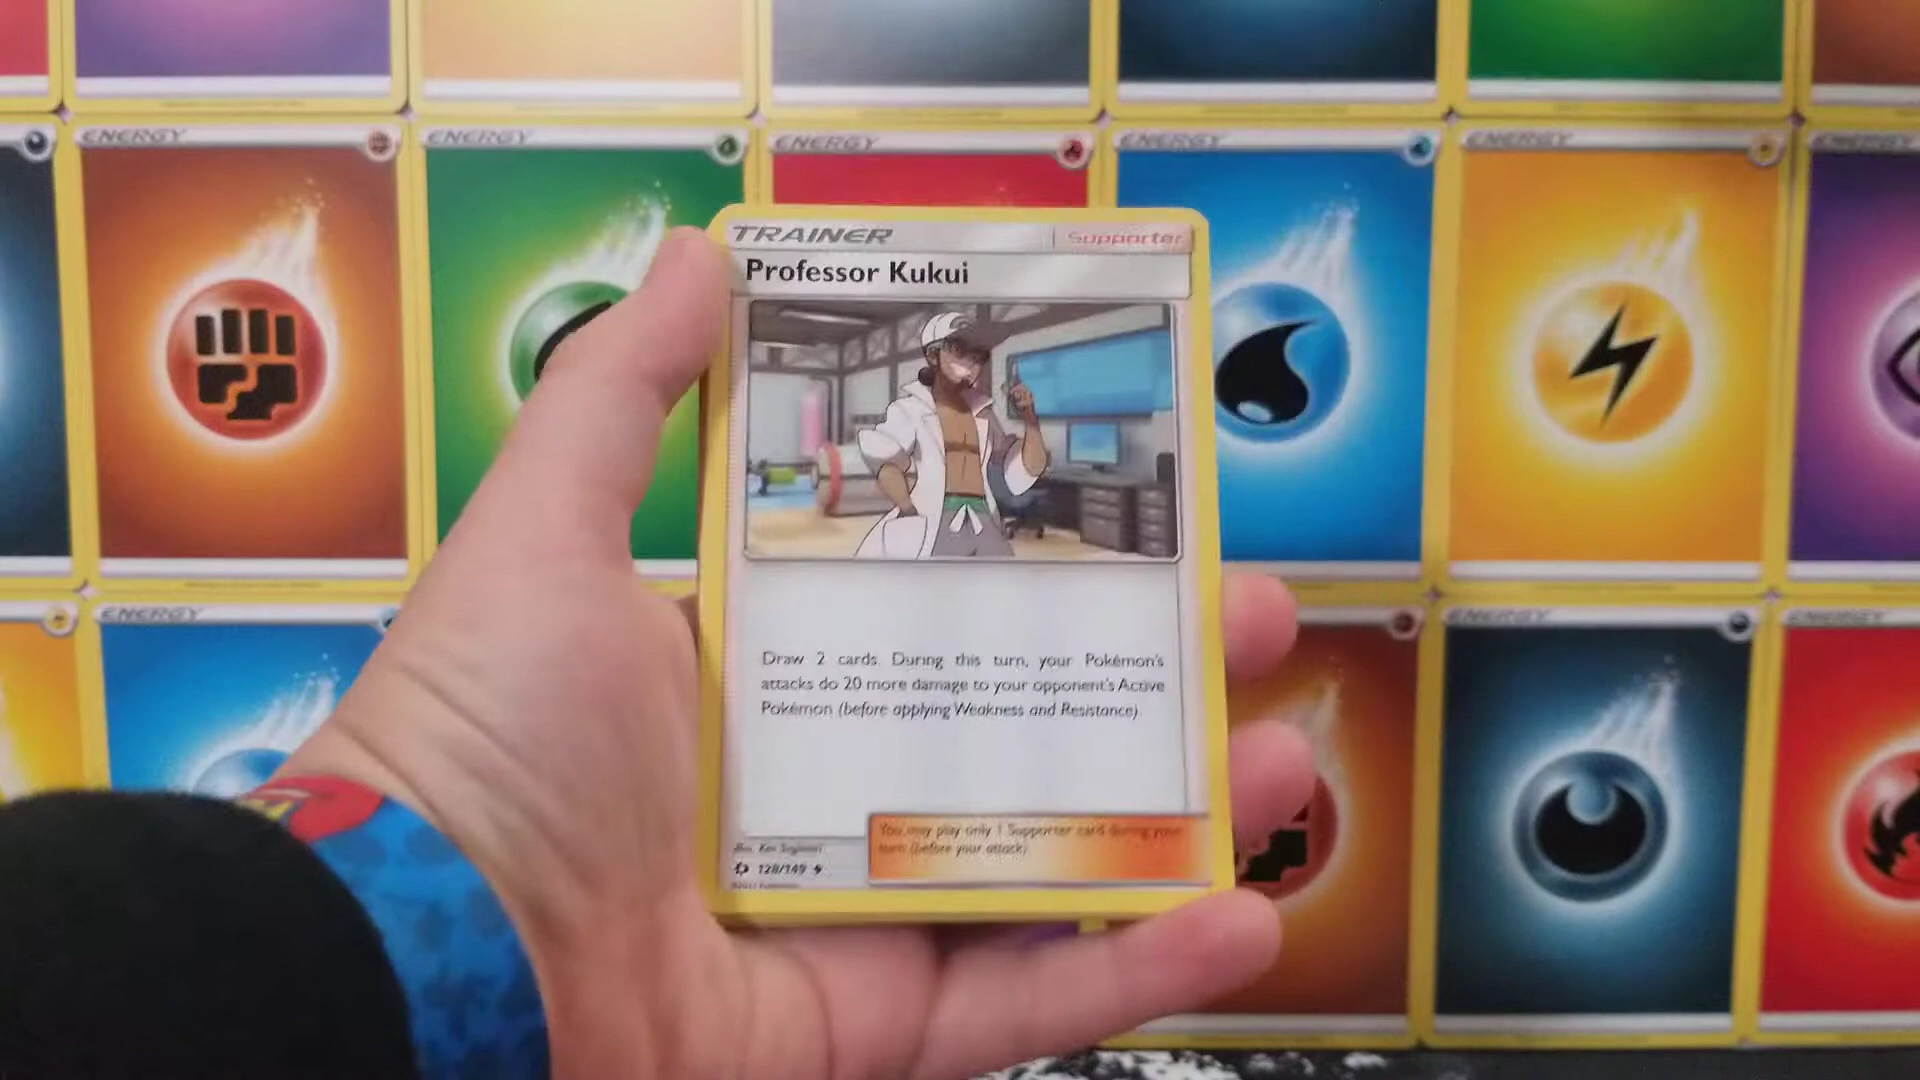 ENERGY
ENERGY
ENERGY
ENERGY
ENERGY
ENERGY
TRAINER
Supporter
Professor Kukui
Draw 2 cards. During this turn, your Pokémon's
attacks do 20 more damage to your opponent's Active
Pokémon (before applying Weakness and Resistance).
You may play only 1 Supporter card during your
turn (before your attack).
128/149
ENERGY
ENERGY
ENERGY